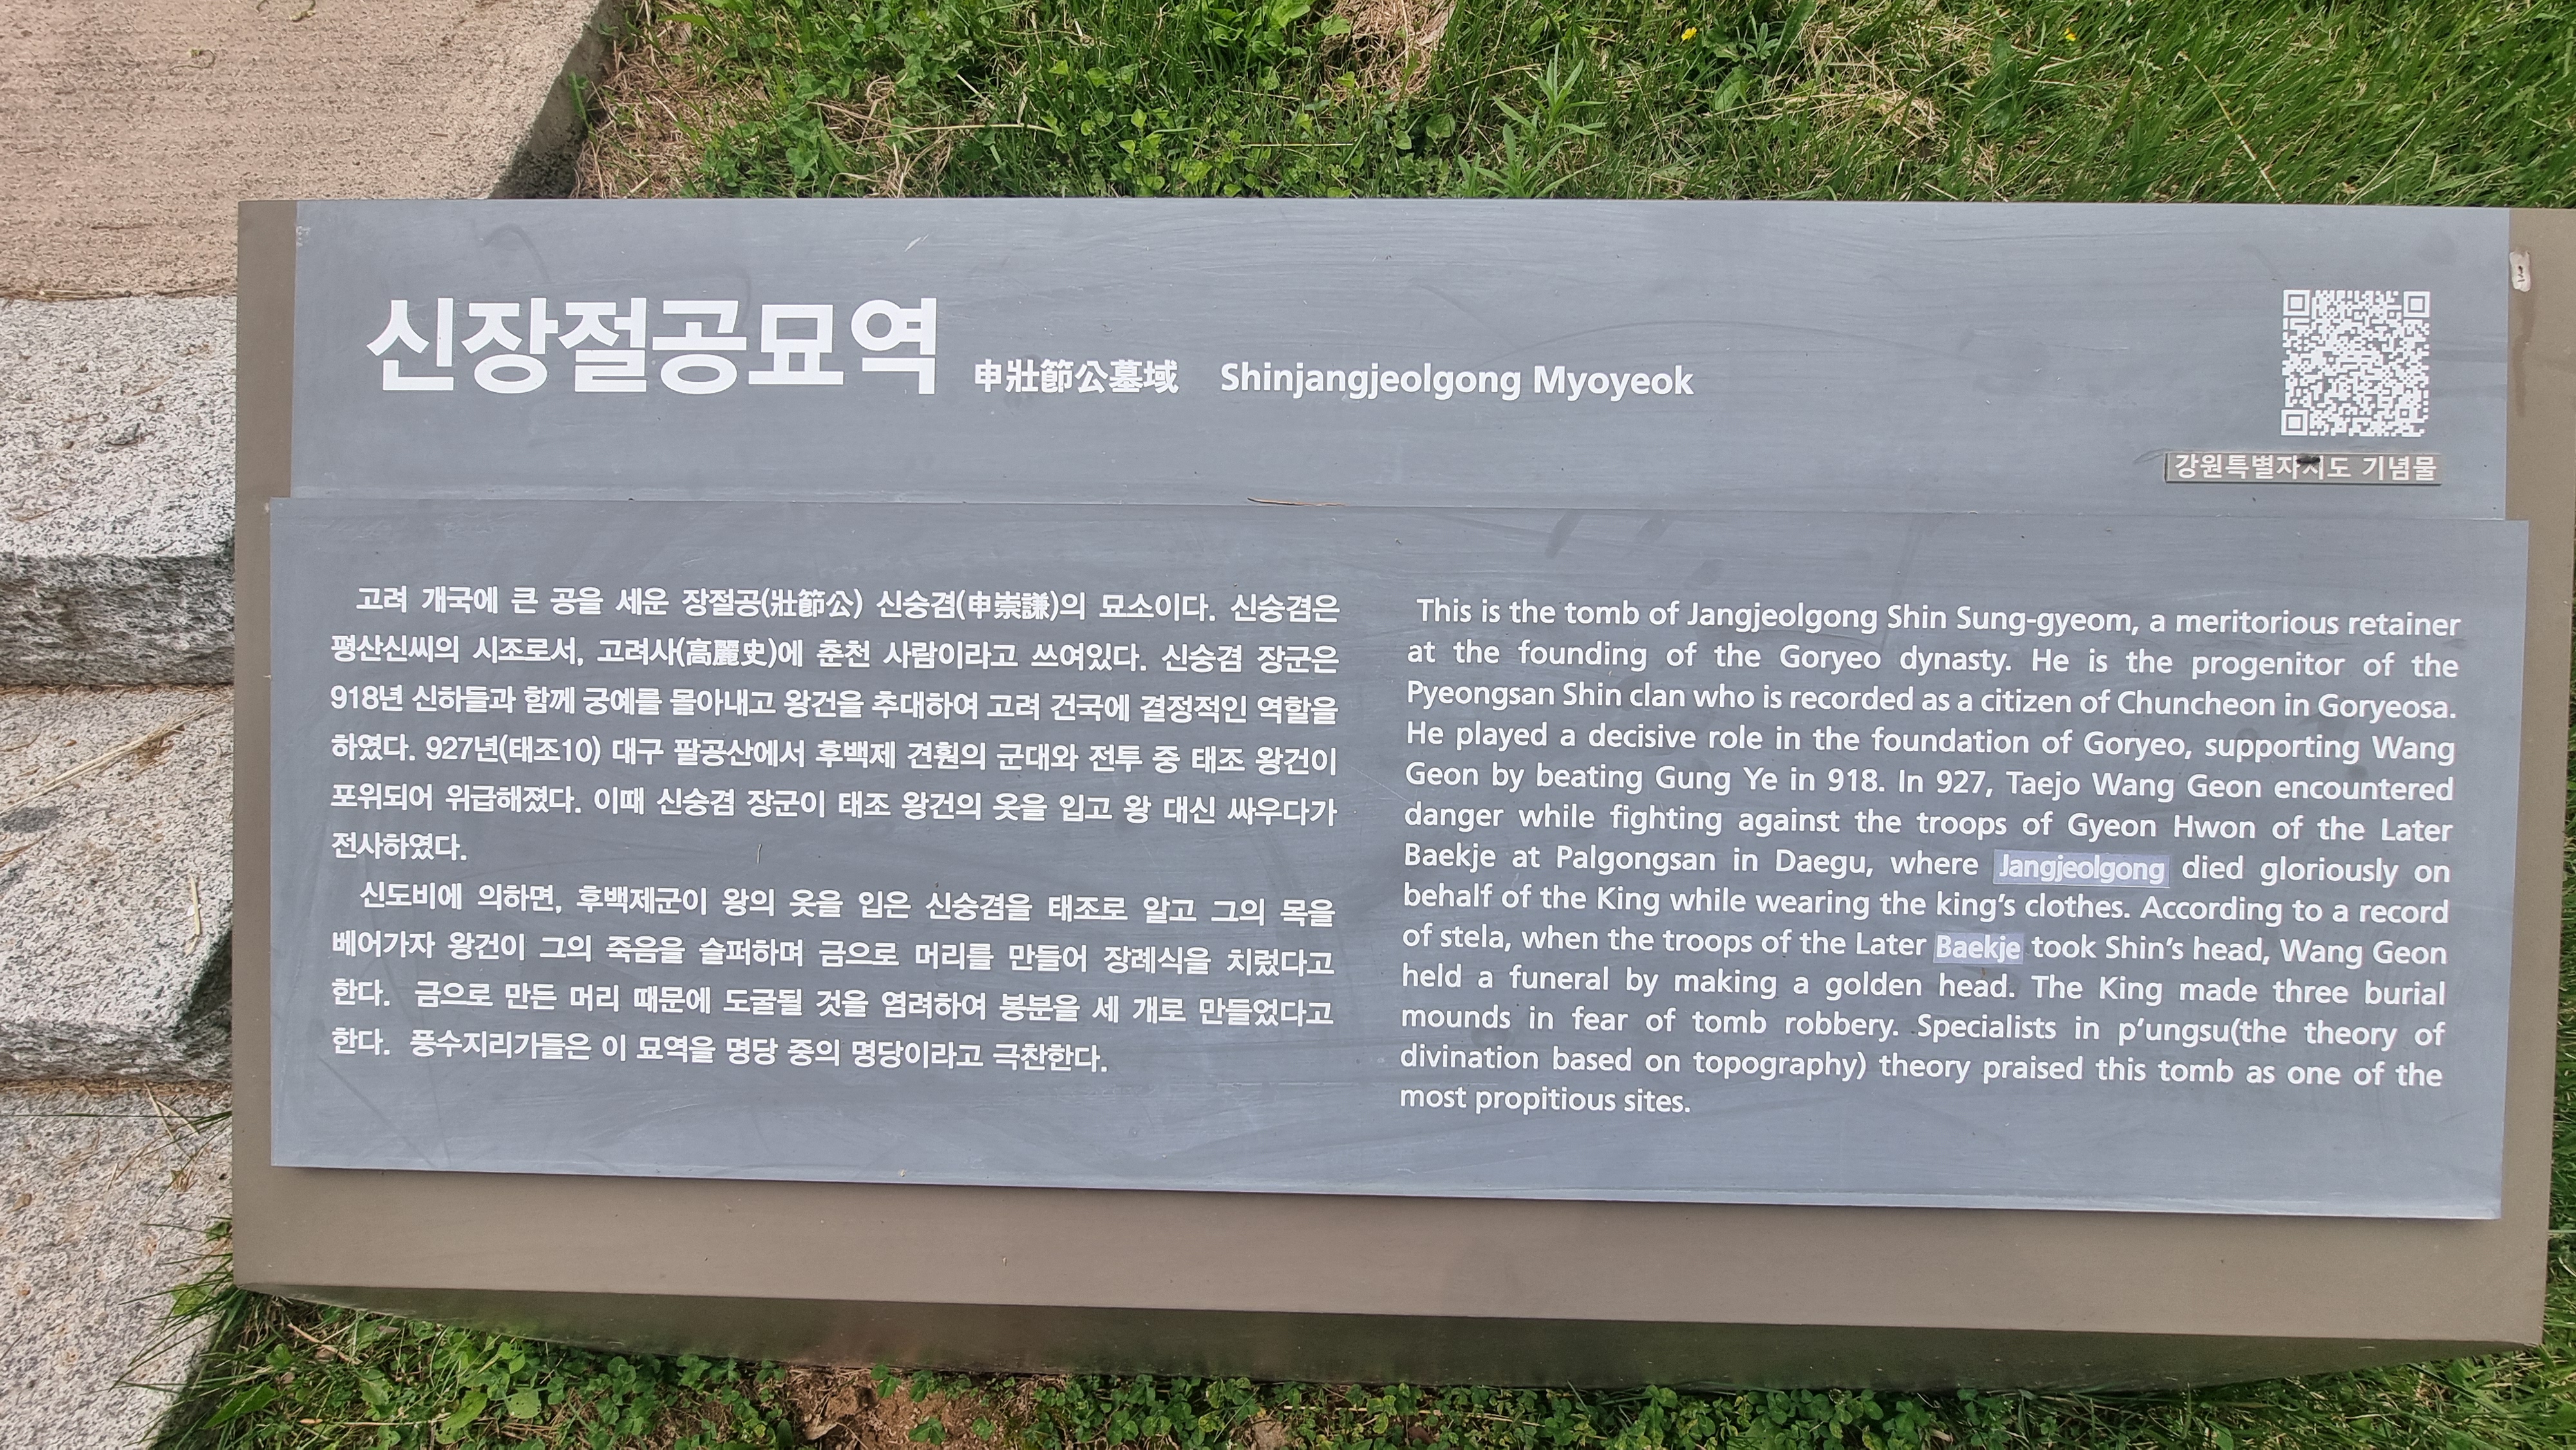 신장절공묘역 申壯節公墓域 Shinjangjeolgong Myoyeok
강원특별자치도 기념물
고려 개국에 큰 공을 세운 장절공(壯節公) 신숭겸(申崇謙)의 묘소이다. 신숭겸은
평산신씨의 시조로서, 고려사(高麗史)에 춘천 사람이라고 쓰여있다. 신숭겸 장군은
918년 신하들과 함께 궁예를 몰아내고 왕건을 추대하여 고려 건국에 결정적인 역할을
하였다. 927년(태조10) 대구 팔공산에서 후백제 견훤의 군대와 전투 중 태조 왕건이
포위되어 위급해졌다. 이때 신숭겸 장군이 태조 왕건의 옷을 입고 왕 대신 싸우다가
전사하였다.
신도비에 의하면, 후백제군이 왕의 옷을 입은 신숭겸을 태조로 알고 그의 목을
베어가자 왕건이 그의 죽음을 슬퍼하며 금으로 머리를 만들어 장례식을 치렀다고
한다. 금으로 만든 머리 때문에 도굴될 것을 염려하여 봉분을 세 개로 만들었다고
한다. 풍수지리가들은 이 묘역을 명당 중의 명당이라고 극찬한다.
This is the tomb of Jangjeolgong Shin Sung-gyeom, a meritorious retainer
at the founding of the Goryeo dynasty. He is the progenitor of the
Pyeongsan Shin clan who is recorded as a citizen of Chuncheon in Goryeosa.
He played a decisive role in the foundation of Goryeo, supporting Wang
Geon by beating Gung Ye in 918. In 927, Taejo Wang Geon encountered
danger while fighting against the troops of Gyeon Hwon of the Later
Baekje at Palgongsan in Daegu, where Jangjeolgong died gloriously on
behalf of the King while wearing the king's clothes. According to a record
of stela, when the troops of the Later Baekje took Shin's head, Wang Geon
held a funeral by making a golden head. The King made three burial
mounds in fear of tomb robbery. Specialists in p'ungsu(the theory of
divination based on topography) theory praised this tomb as one of the
most propitious sites.